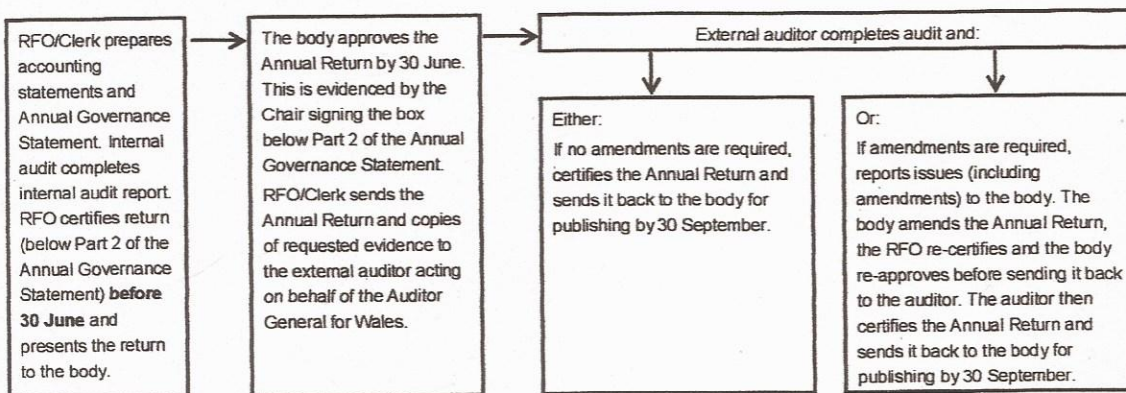 RFO/Clerk prepares
accounting
statements and
Annual Governance
Statement. Internal
audit completes
internal audit report.
RFO certifies return
(below Part 2 of the
Annual Governance
Statement) before
30 June and
presents the return
to the body.
The body approves the
Annual Return by 30 June.
This is evidenced by the
Chair signing the box
below Part 2 of the Annual
Governance Statement.
RFO/Clerk sends the
Annual Return and copies
of requested evidence to
the external auditor acting
on behalf of the Auditor
General for Wales.
External auditor completes audit and:
Either:
If no amendments are required,
certifies the Annual Return and
sends it back to the body for
publishing by 30 September.
Or:
If amendments are required,
reports issues (including
amendments) to the body. The
body amends the Annual Return,
the RFO re-certifies and the body
re-approves before sending it back
to the auditor. The auditor then
certifies the Annual Return and
sends it back to the body for
publishing by 30 September.